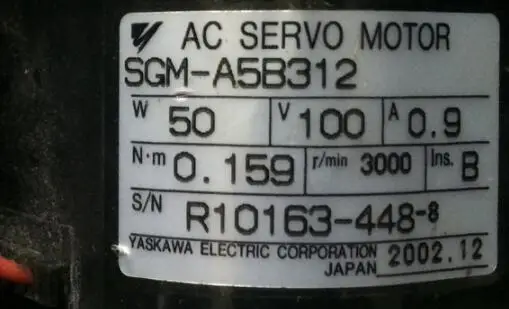 AC SERVO MOTOR
SGM-A5B312
W 50 V 100 A 0.9
N·m 0.159 r/min 3000 Ins. B
S/N R10163-448-8
YASKAWA ELECTRIC CORPORATION 2002.12
JAPAN